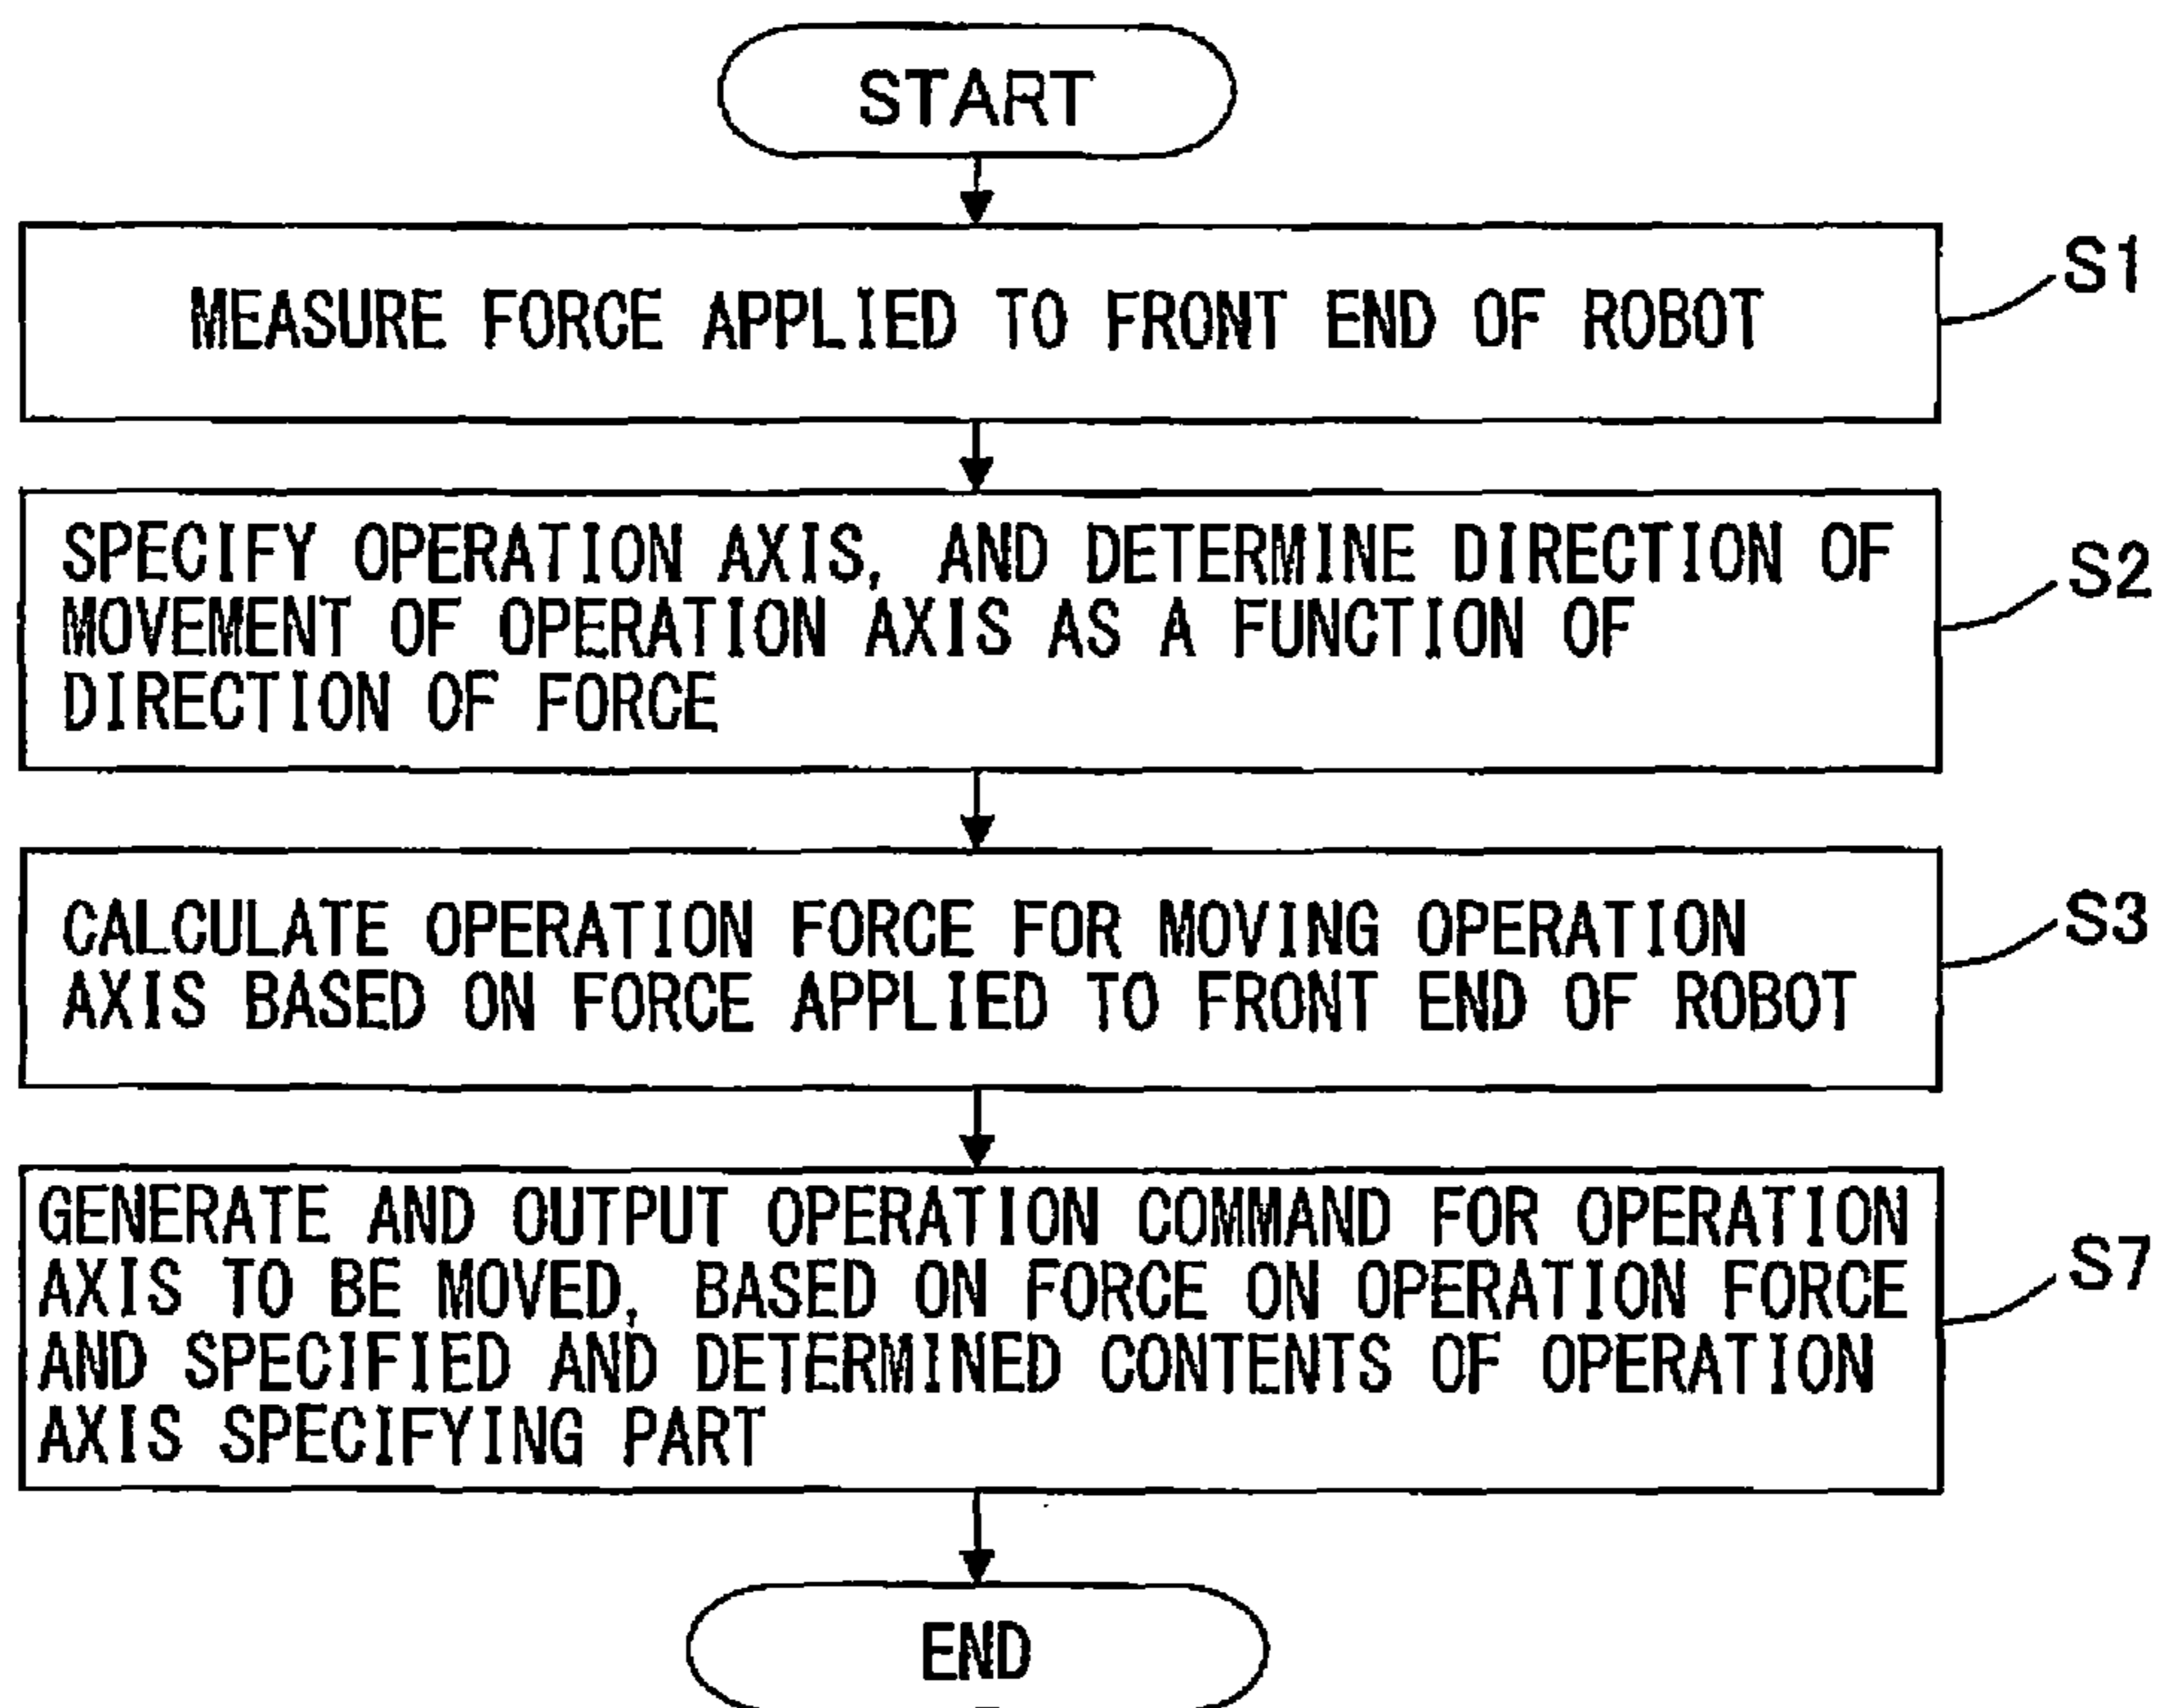 START
MEASURE FORCE APPLIED TO FRONT END OF ROBOT
S1
SPECIFY OPERATION AXIS, AND DETERMINE DIRECTION OF
MOVEMENT OF OPERATION AXIS AS A FUNCTION OF
DIRECTION OF FORCE
S2
CALCULATE OPERATION FORCE FOR MOVING OPERATION
AXIS BASED ON FORCE APPLIED TO FRONT END OF ROBOT
S3
GENERATE AND OUTPUT OPERATION COMMAND FOR OPERATION
AXIS TO BE MOVED, BASED ON FORCE ON OPERATION FORCE
AND SPECIFIED AND DETERMINED CONTENTS OF OPERATION
AXIS SPECIFYING PART
S7
END